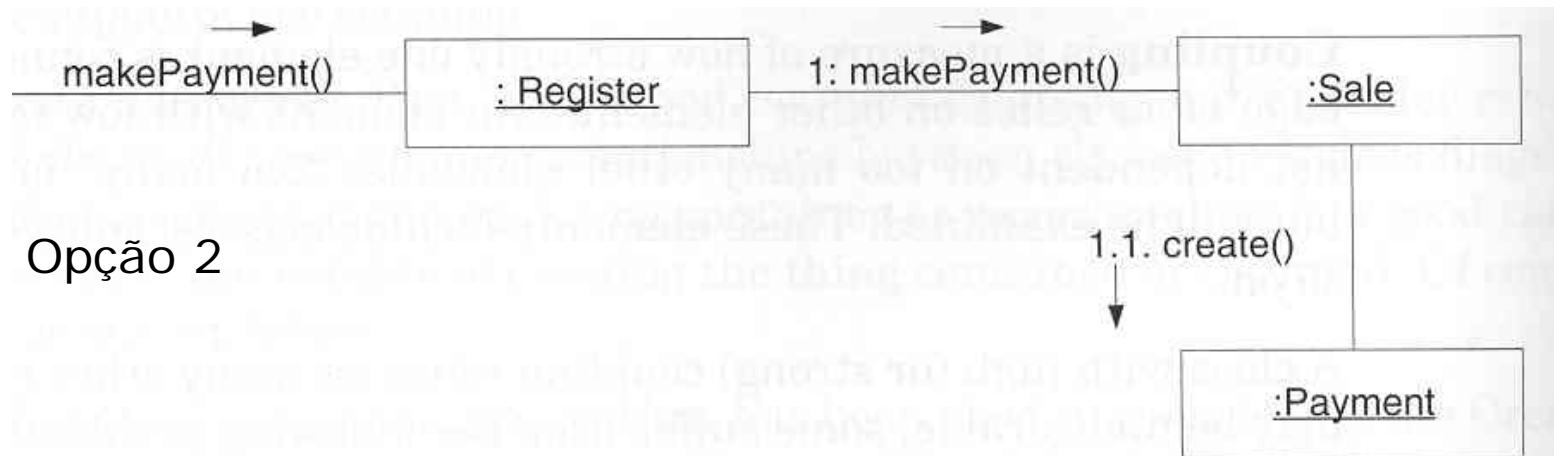 makePayment()
: Register
1: makePayment()
:Sale
Opção 2
1.1. create()
:Payment